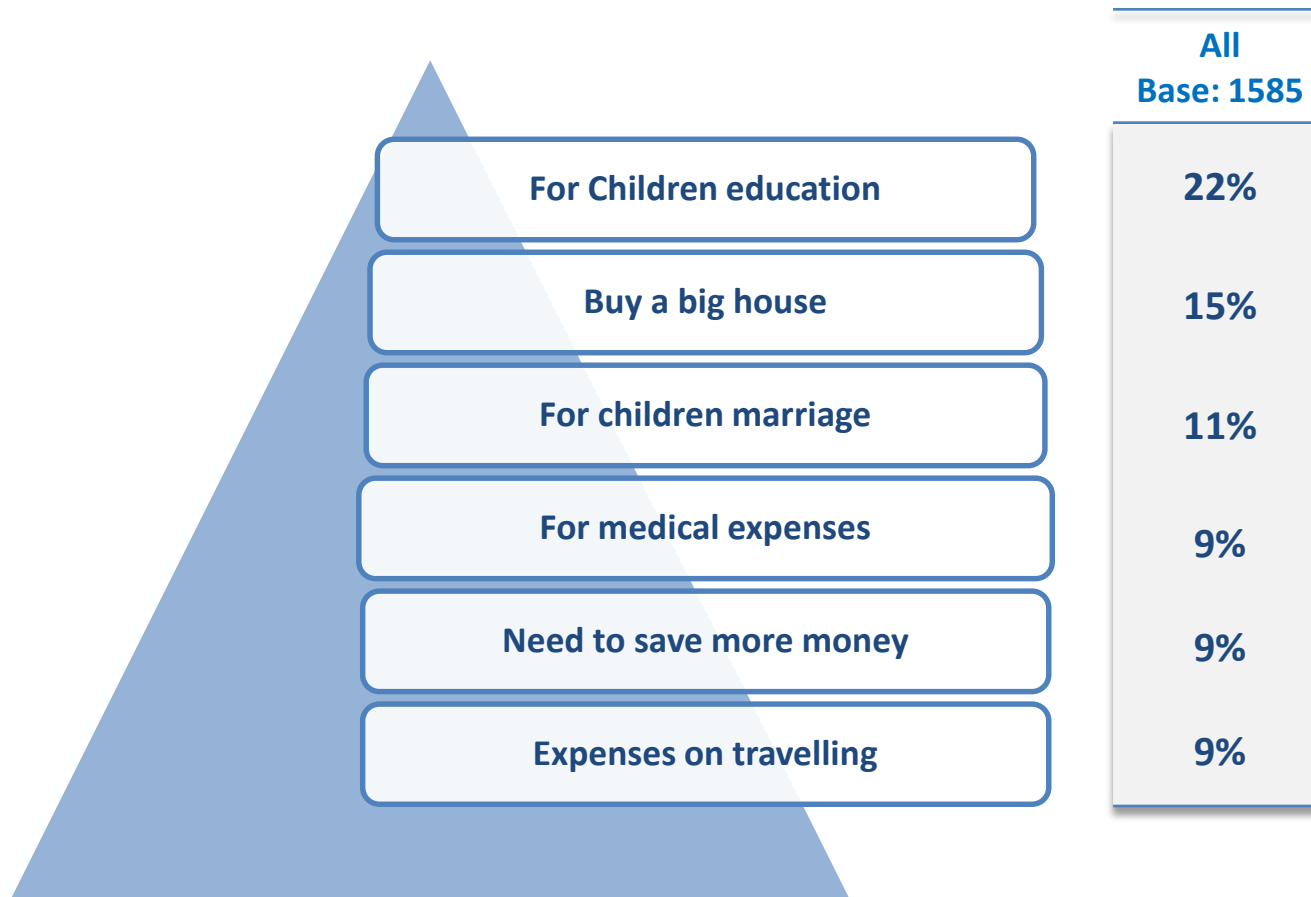 All
Base: 1585
For Children education
22%
Buy a big house
15%
For children marriage
11%
For medical expenses
9%
Need to save more money
9%
Expenses on travelling
9%